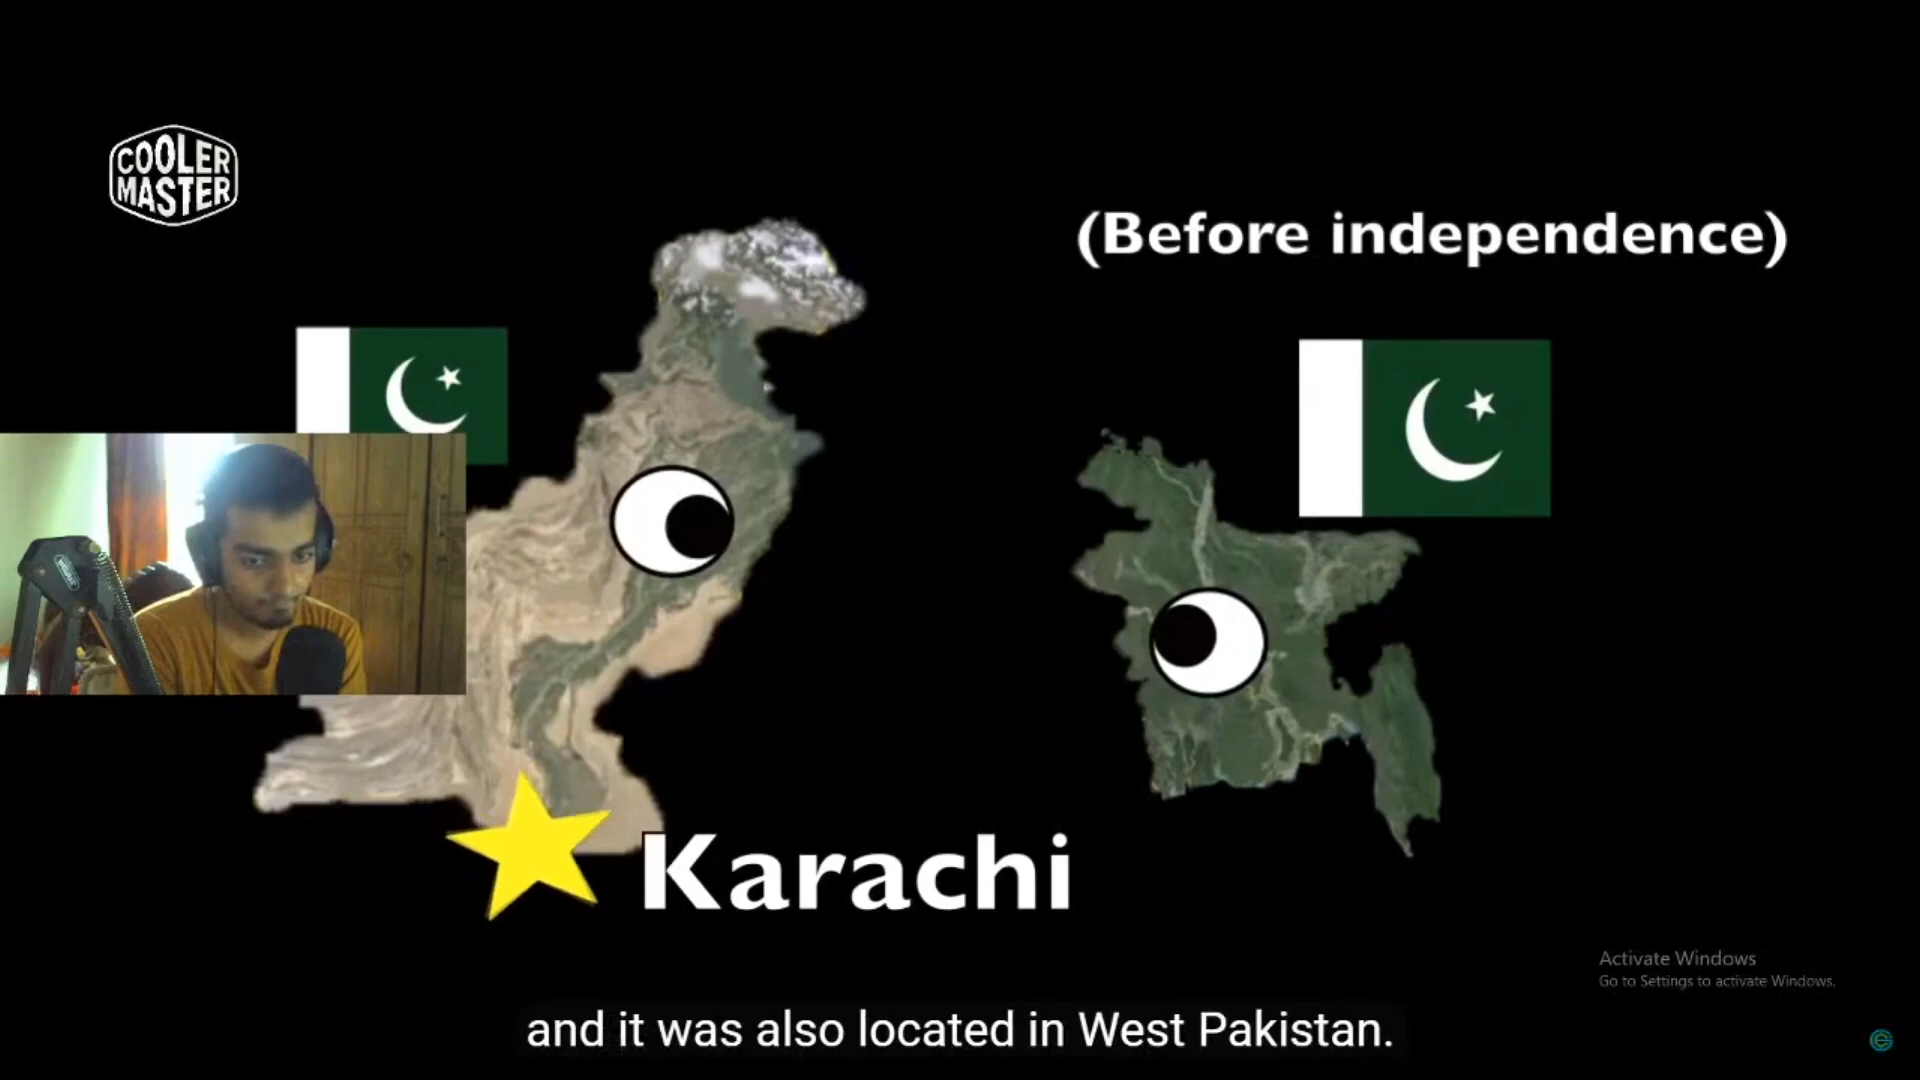 COOLER
MASTER
(Before independence)
Karachi
Activate Windows
Go to Settings to activate Windows.
and it was also located in West Pakistan.